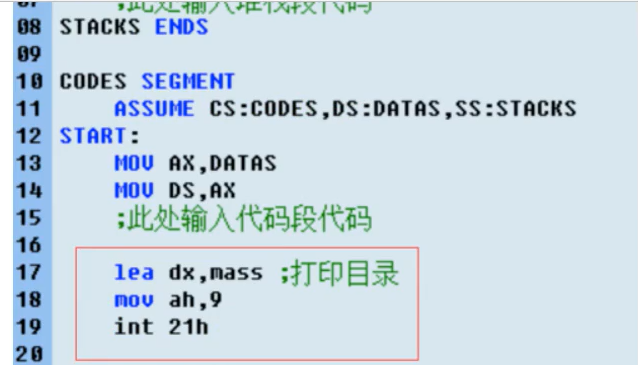 07 ;此处输入堆栈段代码
08 STACKS ENDS
09
10 CODES SEGMENT
11 ASSUME CS:CODES,DS:DATAS,SS:STACKS
12 START:
13 MOV AX,DATAS
14 MOV DS,AX
15 ;此处输入代码段代码
16
17 lea dx,mass ;打印目录
18 mov ah,9
19 int 21h
20